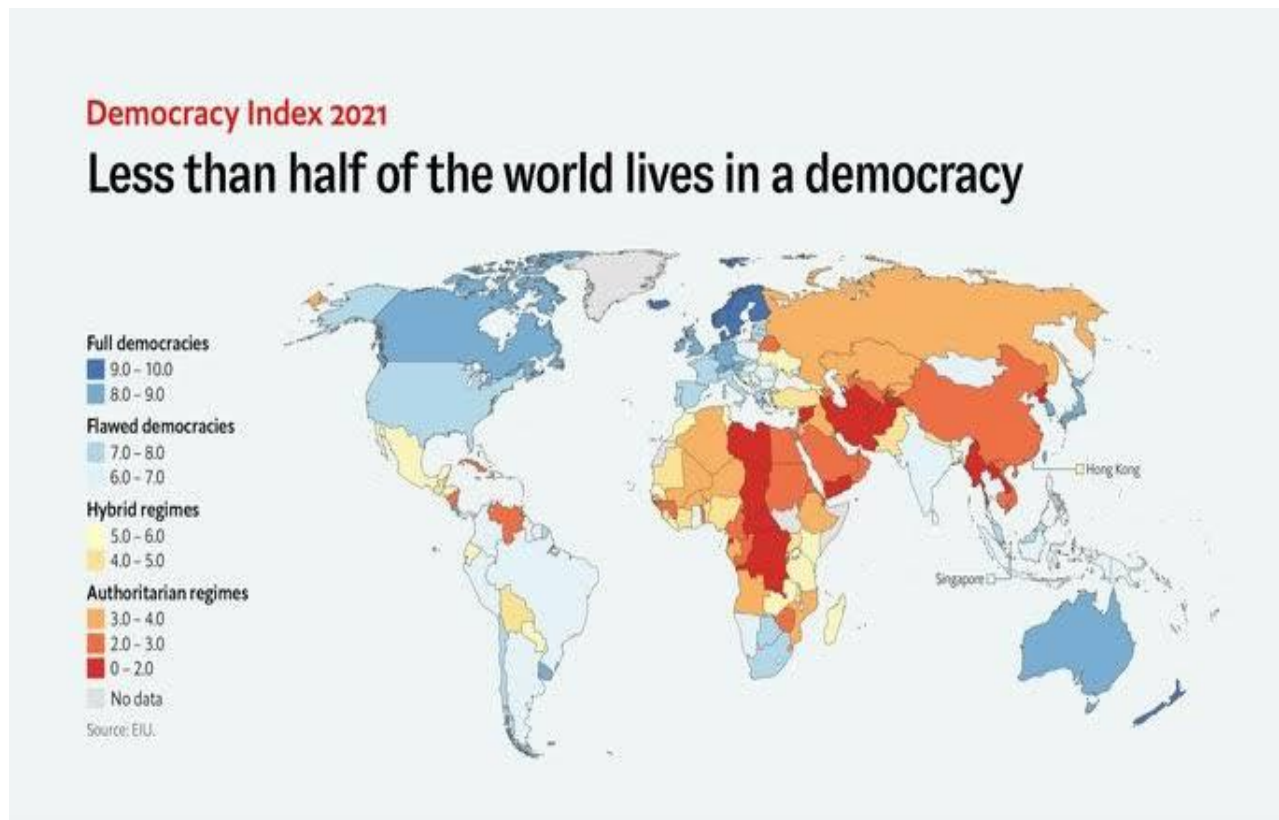 Democracy Index 2021
Less than half of the world lives in a democracy
Full democracies
9.0 – 10.0
8.0 – 9.0
Flawed democracies
7.0 – 8.0
6.0 – 7.0
Hybrid regimes
5.0 – 6.0
4.0 – 5.0
Authoritarian regimes
3.0 – 4.0
2.0 – 3.0
0 – 2.0
No data
Source: EIU.
Hong Kong
Singapore